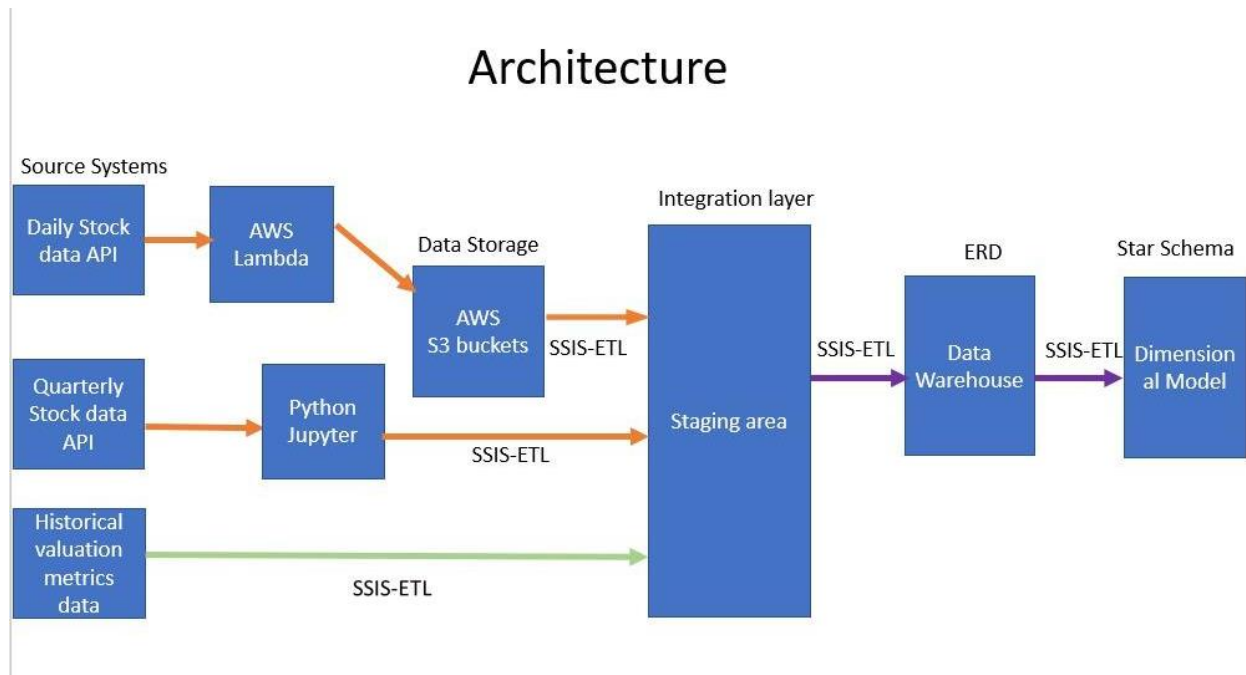 Architecture
Source Systems
Daily Stock
data API
AWS
Lambda
Data Storage
AWS
S3 buckets
SSIS-ETL
Quarterly
Stock data
API
Python
Jupyter
SSIS-ETL
Historical
valuation
metrics
data
SSIS-ETL
Integration layer
Staging area
SSIS-ETL
ERD
Data
Warehouse
SSIS-ETL
Star Schema
Dimension
al Model